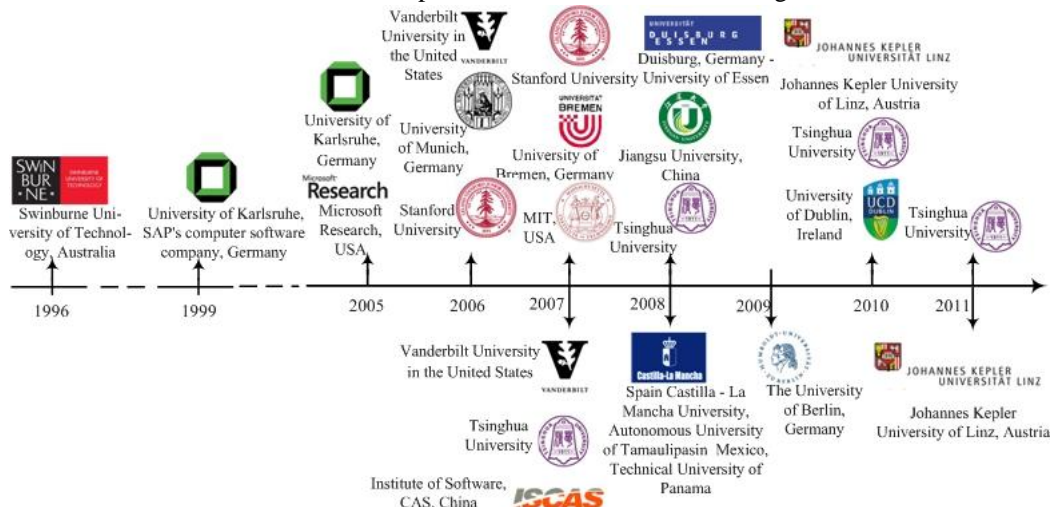 Vanderbilt
University in
the United
States
VANDERBILT
Stanford University
UNIVERSITÄT
DUISBURG
ESSEN
Duisburg, Germany -
University of Essen
JOHANNES KEPLER
UNIVERSITÄT LINZ
Johannes Kepler University
of Linz, Austria
University of
Karlsruhe,
Germany
University
of Munich,
Germany
UNIVERSITÄT
BREMEN
University of
Bremen, Germany
Jiangsu University,
China
Tsinghua
University
SWIN
BUR
NE
SWINBURNE
UNIVERSITY OF
TECHNOLOGY
Swinburne Uni-
versity of Technol-
ogy, Australia
University of Karlsruhe,
SAP's computer software
company, Germany
Microsoft
Research
Microsoft
Research,
USA
Stanford
University
MIT,
USA
Tsinghua
University
University
of Dublin,
Ireland
UCD
DUBLIN
Tsinghua
University
1996
1999
2005
2006
2007
2008
2009
2010
2011
Vanderbilt University
in the United States
VANDERBILT
Castilla-La Mancha
Spain Castilla - La
Mancha University,
Autonomous University
of Tamaulipasin Mexico,
Technical University of
Panama
The University
of Berlin,
Germany
JOHANNES KEPLER
UNIVERSITÄT LINZ
Johannes Kepler
University of Linz, Austria
Tsinghua
University
Institute of Software,
CAS, China
ISCAS